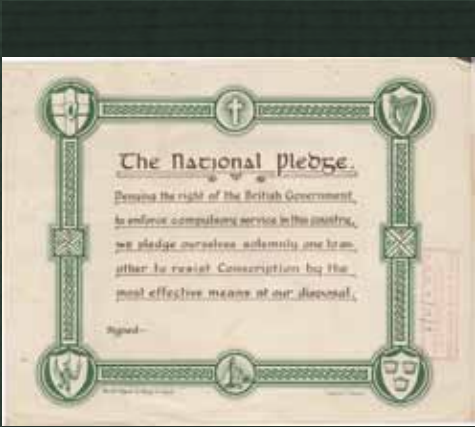 The National Pledge.
Denying the right of the British Government
to enforce compulsory service in this country,
we pledge ourselves solemnly one to an-
other to resist Conscription by the
most effective means at our disposal.
Signed—